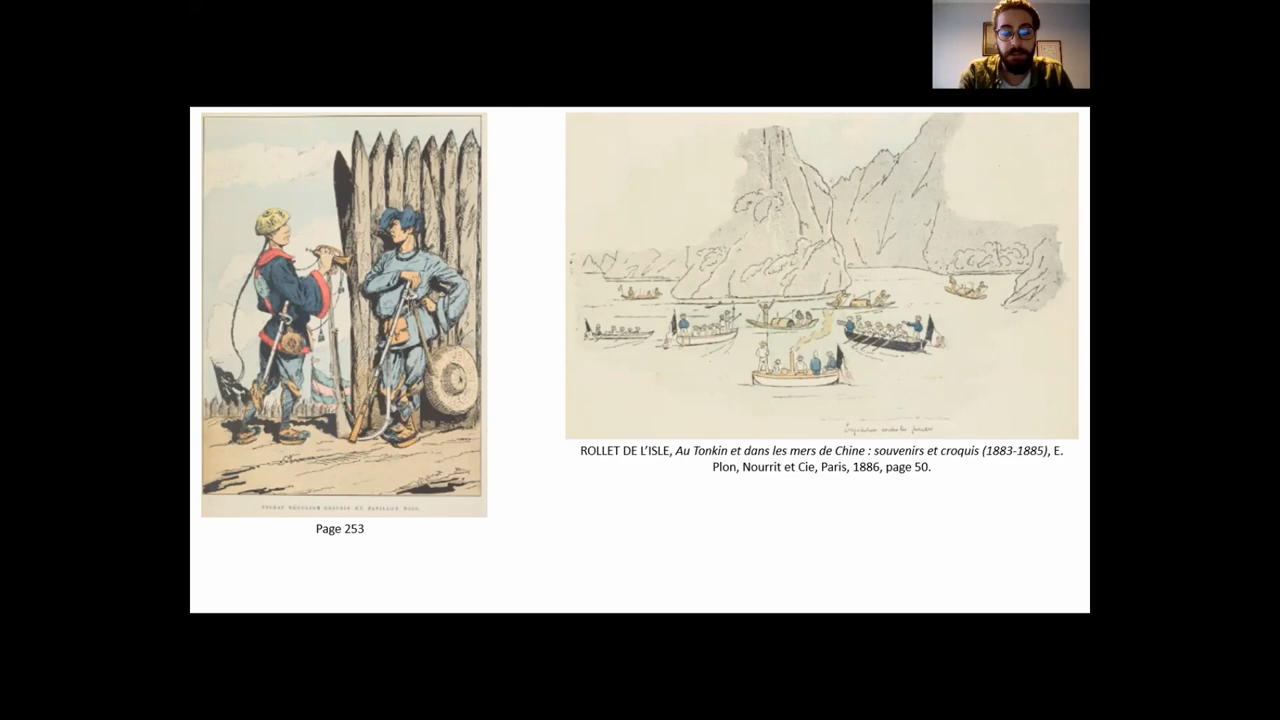 ROLLET DE L'ISLE, Au Tonkin et dans les mers de Chine : souvenirs et croquis (1883-1885), E.
Plon, Nourrit et Cie, Paris, 1886, page 50.
Page 253